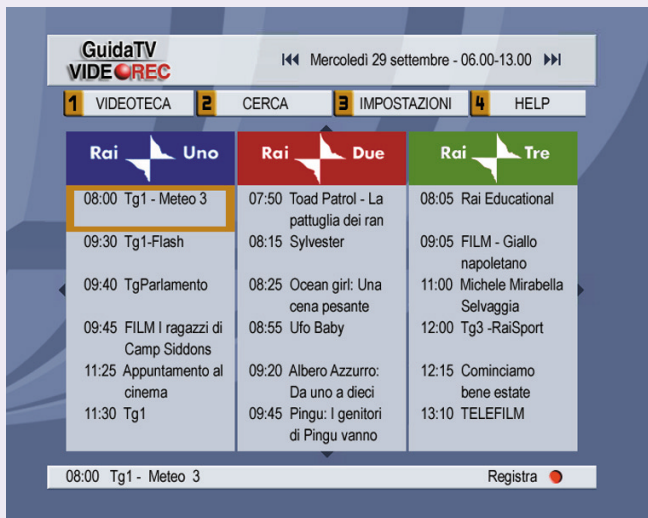 GuidaTV
VIDEOREC
Mercoledì 29 settembre - 06.00-13.00
1 VIDEOTECA 2 CERCA 3 IMPOSTAZIONI 4 HELP
Rai Uno
08:00 Tg1 - Meteo 3
09:30 Tg1-Flash
09:40 TgParlamento
09:45 FILM I ragazzi di
Camp Siddons
11:25 Appuntamento al
cinema
11:30 Tg1
Rai Due
07:50 Toad Patrol - La
pattuglia dei ran
08:15 Sylvester
08:25 Ocean girl: Una
cena pesante
08:55 Ufo Baby
09:20 Albero Azzurro:
Da uno a dieci
09:45 Pingu: I genitori
di Pingu vanno
Rai Tre
08:05 Rai Educational
09:05 FILM - Giallo
napoletano
11:00 Michele Mirabella
Selvaggia
12:00 Tg3 -RaiSport
12:15 Cominciamo
bene estate
13:10 TELEFILM
08:00 Tg1 - Meteo 3
Registra